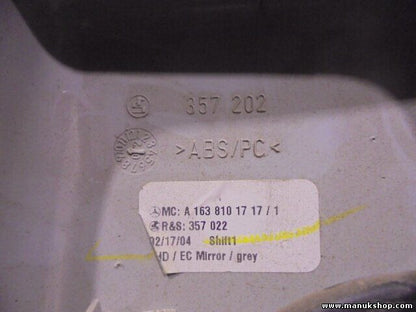 357 202
>ABS/PC<
MC: A 163 810 17 17 / 1
R&S: 357 022
02/17/04 Shift1
HD / EC Mirror / grey
www.manukshop.com